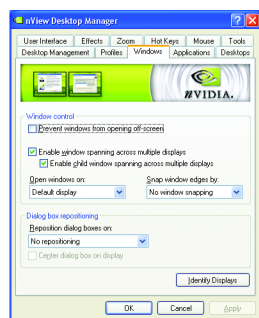 nView Desktop Manager
User Interface Effects Zoom Hot Keys Mouse Tools
Desktop Management Profiles Windows Applications Desktops
NVIDIA.
Window control
Prevent windows from opening off-screen
Enable window spanning across multiple displays
Enable child window spanning across multiple displays
Open windows on: Snap window edges by:
Default display No window snapping
Dialog box repositioning
Reposition dialog boxes on:
No repositioning
Center dialog box on display
Identify Displays
OK Cancel Apply